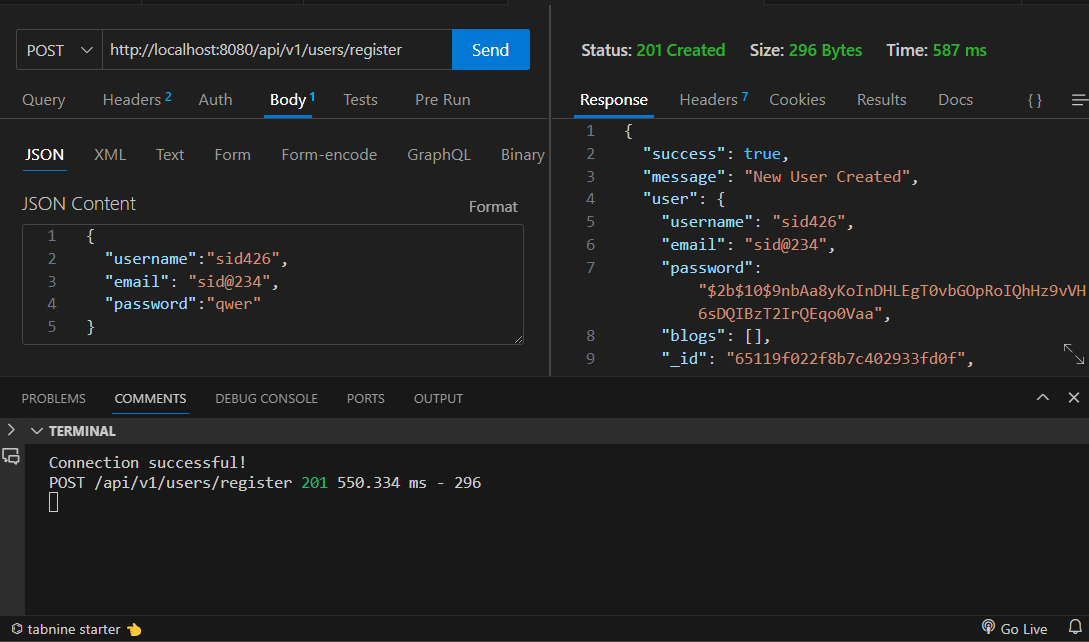 POST http://localhost:8080/api/v1/users/register Send
Query Headers 2 Auth Body 1 Tests Pre Run
JSON XML Text Form Form-encode GraphQL Binary
JSON Content
Format
1 {
2 "username":"sid426",
3 "email": "sid@234",
4 "password":"qwer"
5 }
Status: 201 Created Size: 296 Bytes Time: 587 ms
Response Headers 7 Cookies Results Docs { }
1 {
2 "success": true,
3 "message": "New User Created",
4 "user": {
5 "username": "sid426",
6 "email": "sid@234",
7 "password":
"$2b$10$9nbAa8yKoInDHLEgT0vbGOpRoIQhHz9vVH
6sDQIBzT2IrQEqo0Vaa",
8 "blogs": [],
9 "_id": "65119f022f8b7c402933fd0f",
PROBLEMS COMMENTS DEBUG CONSOLE PORTS OUTPUT
TERMINAL
Connection successful!
POST /api/v1/users/register 201 550.334 ms - 296
tabnine starter Go Live